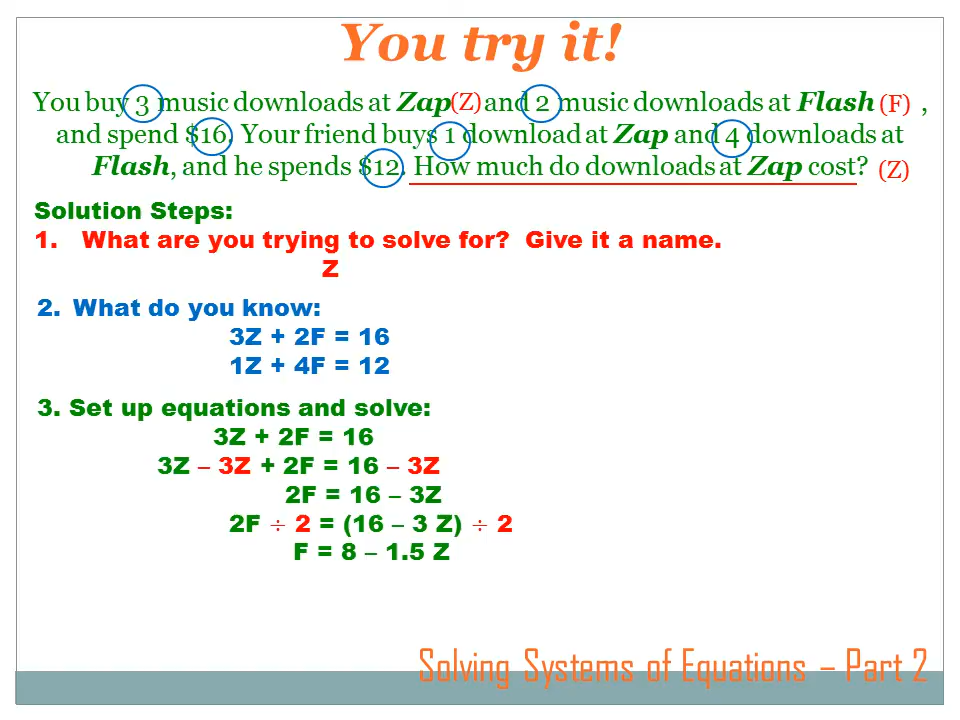 You try it!
You buy 3 music downloads at Zap(Z) and 2 music downloads at Flash (F) ,
and spend $16. Your friend buys 1 download at Zap and 4 downloads at
Flash, and he spends $12. How much do downloads at Zap cost? (Z)
Solution Steps:
1. What are you trying to solve for? Give it a name.
Z
2. What do you know:
3Z + 2F = 16
1Z + 4F = 12
3. Set up equations and solve:
3Z + 2F = 16
3Z – 3Z + 2F = 16 – 3Z
2F = 16 – 3Z
2F ÷ 2 = (16 – 3 Z) ÷ 2
F = 8 – 1.5 Z
Solving Systems of Equations – Part 2